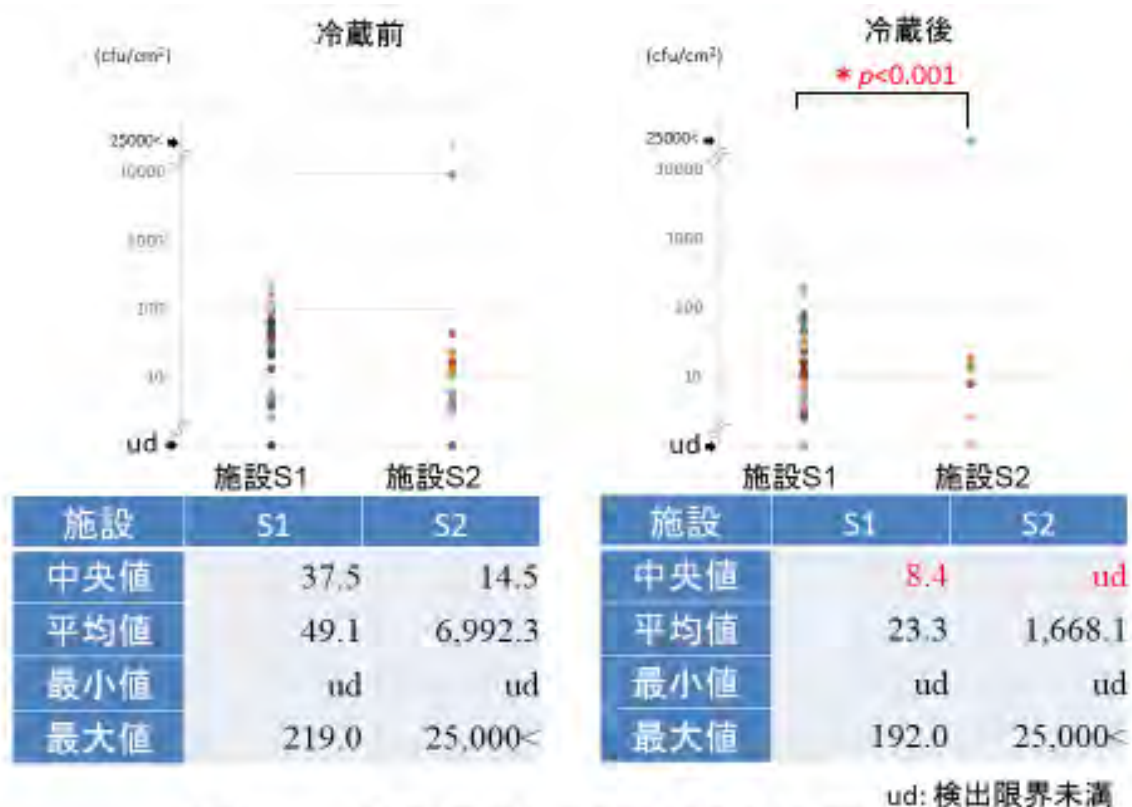 冷蔵前
(cfu/cm²)
25000<
10000
1000
100
10
ud
施設S1 施設S2
施設 S1 S2
中央値 37.5 14.5
平均値 49.1 6,992.3
最小値 ud ud
最大値 219.0 25,000<
冷蔵後
(cfu/cm²)
* p<0.001
25000<
10000
1000
100
10
ud
施設S1 施設S2
施設 S1 S2
中央値 8.4 ud
平均値 23.3 1,668.1
最小値 ud ud
最大値 192.0 25,000<
ud: 検出限界未満